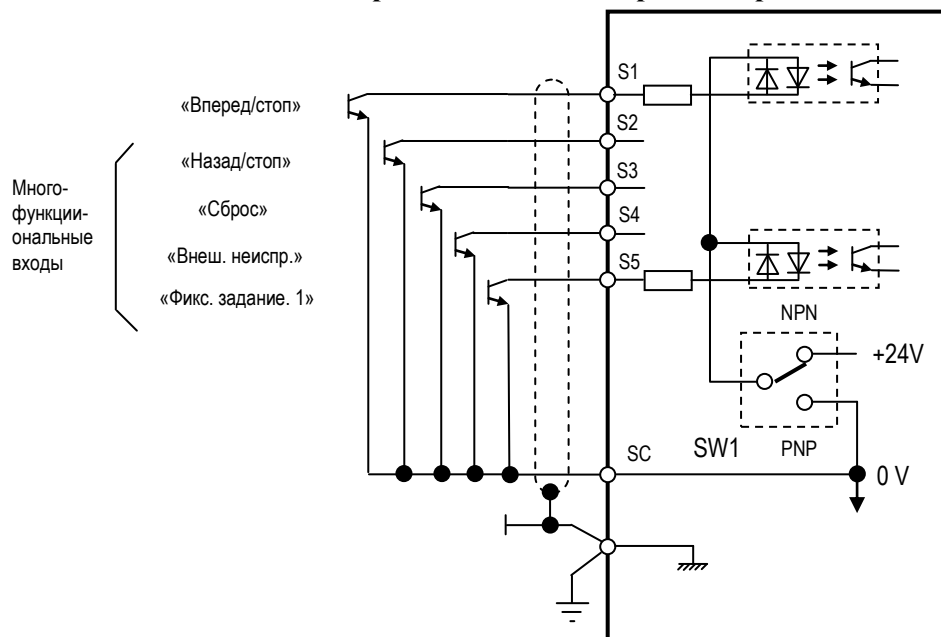 «Вперед/стоп»
«Назад/стоп»
«Сброс»
«Внеш. неиспр.»
«Фикс. задание. 1»
Много-
функци-
ональные
входы
S1
S2
S3
S4
S5
SC
NPN
+24V
SW1
PNP
0 V